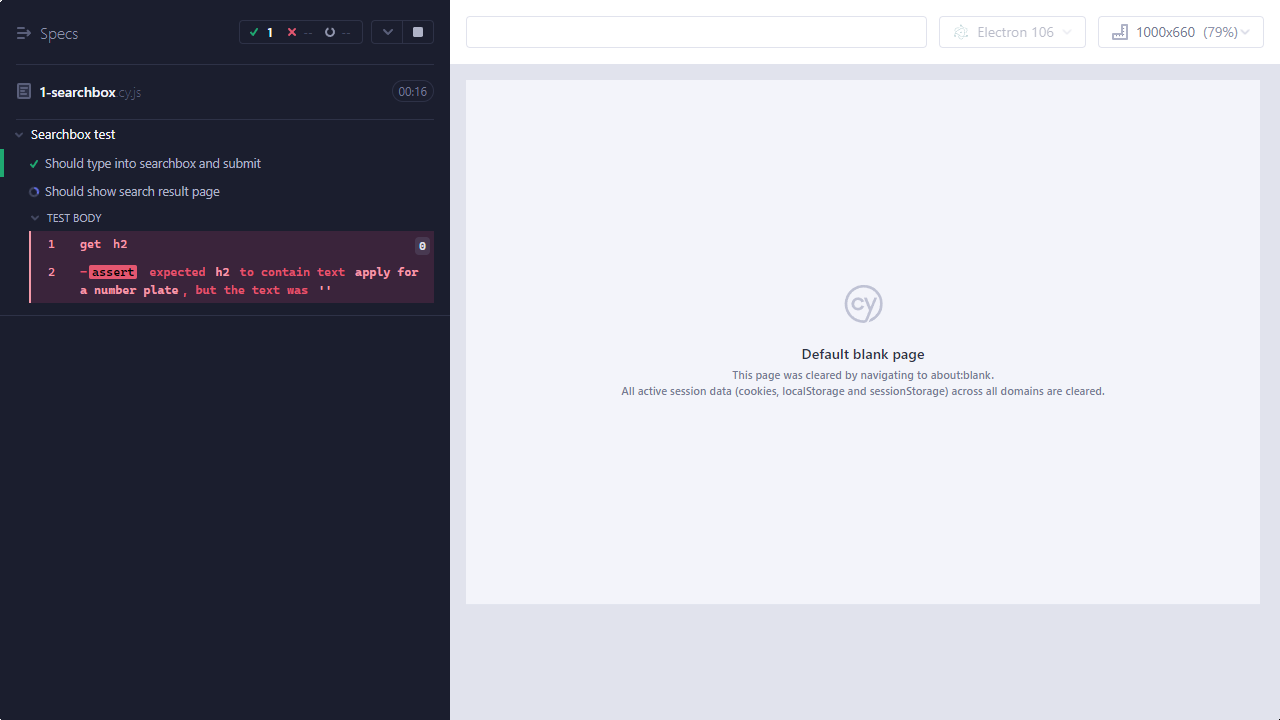 Specs
1
--
--
1-searchbox.cy.js
00:16
Searchbox test
Should type into searchbox and submit
Should show search result page
TEST BODY
1 get h2 0
2 -assert expected h2 to contain text apply for
a number plate, but the text was ''
Electron 106
1000x660 (79%)
cy
Default blank page
This page was cleared by navigating to about:blank.
All active session data (cookies, localStorage and sessionStorage) across all domains are cleared.